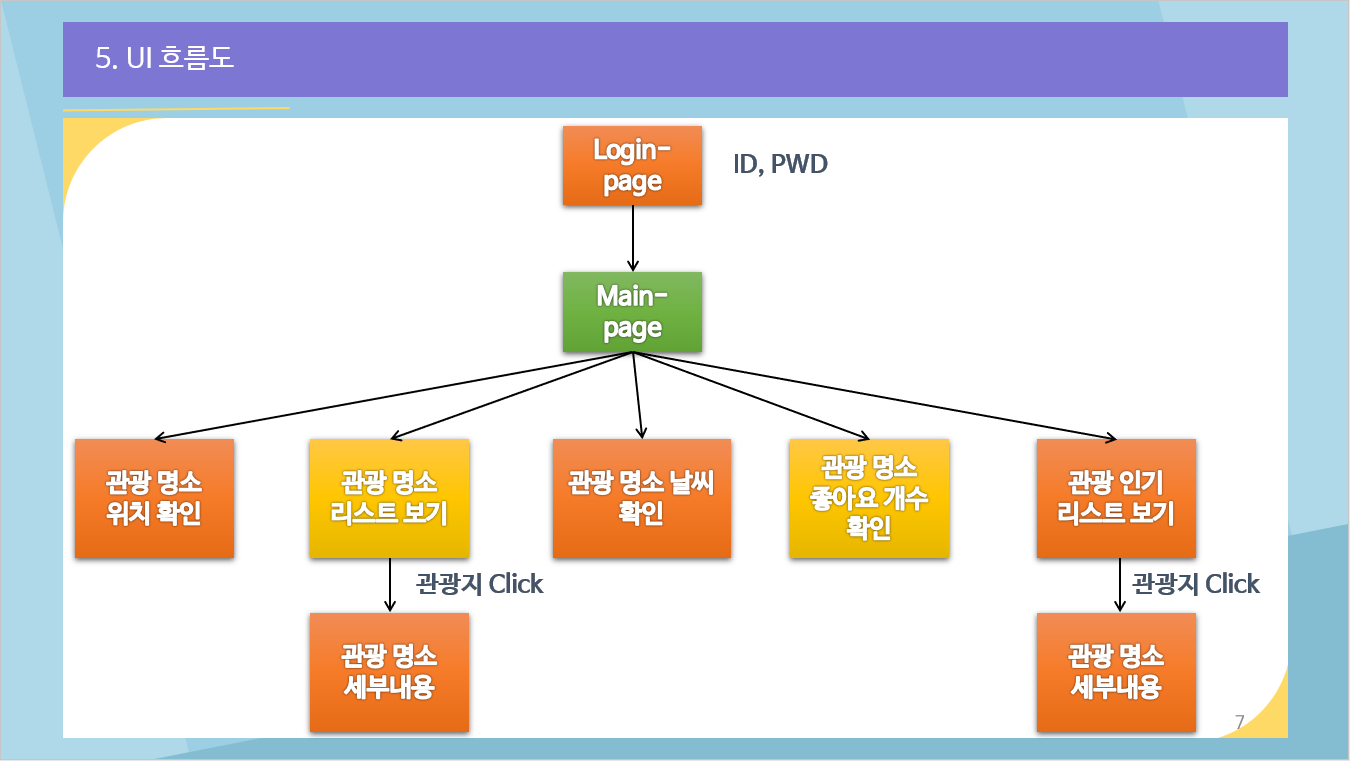 5. UI 흐름도
Login-
page
ID, PWD
Main-
page
관광 명소
위치 확인
관광 명소
리스트 보기
관광 명소 날씨
확인
관광 명소
좋아요 개수
확인
관광 인기
리스트 보기
관광지 Click
관광지 Click
관광 명소
세부내용
관광 명소
세부내용
7